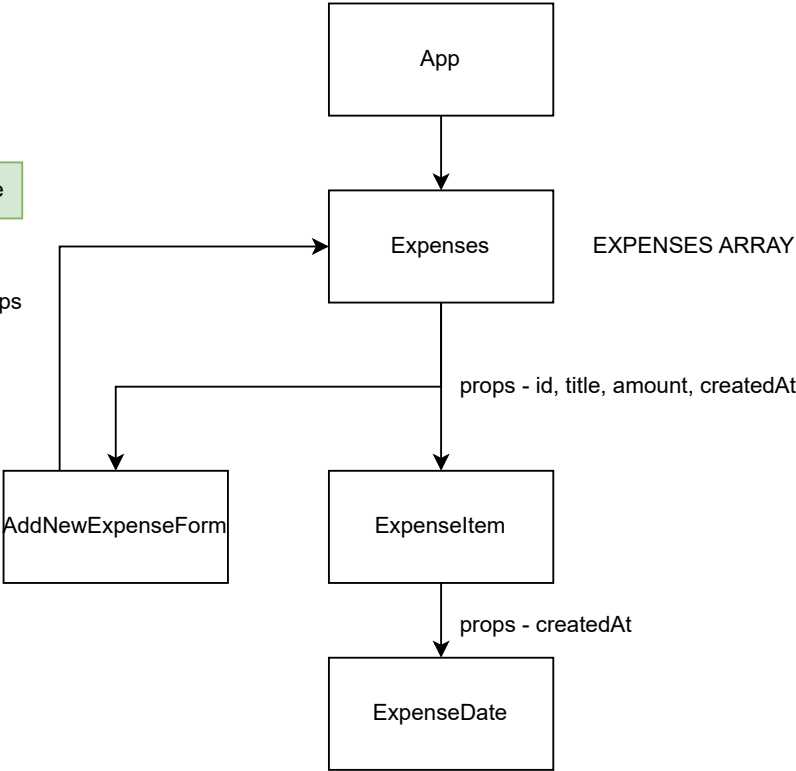 App
Expenses
EXPENSES ARRAY
props - id, title, amount, createdAt
AddNewExpenseForm
ExpenseItem
props - createdAt
ExpenseDate